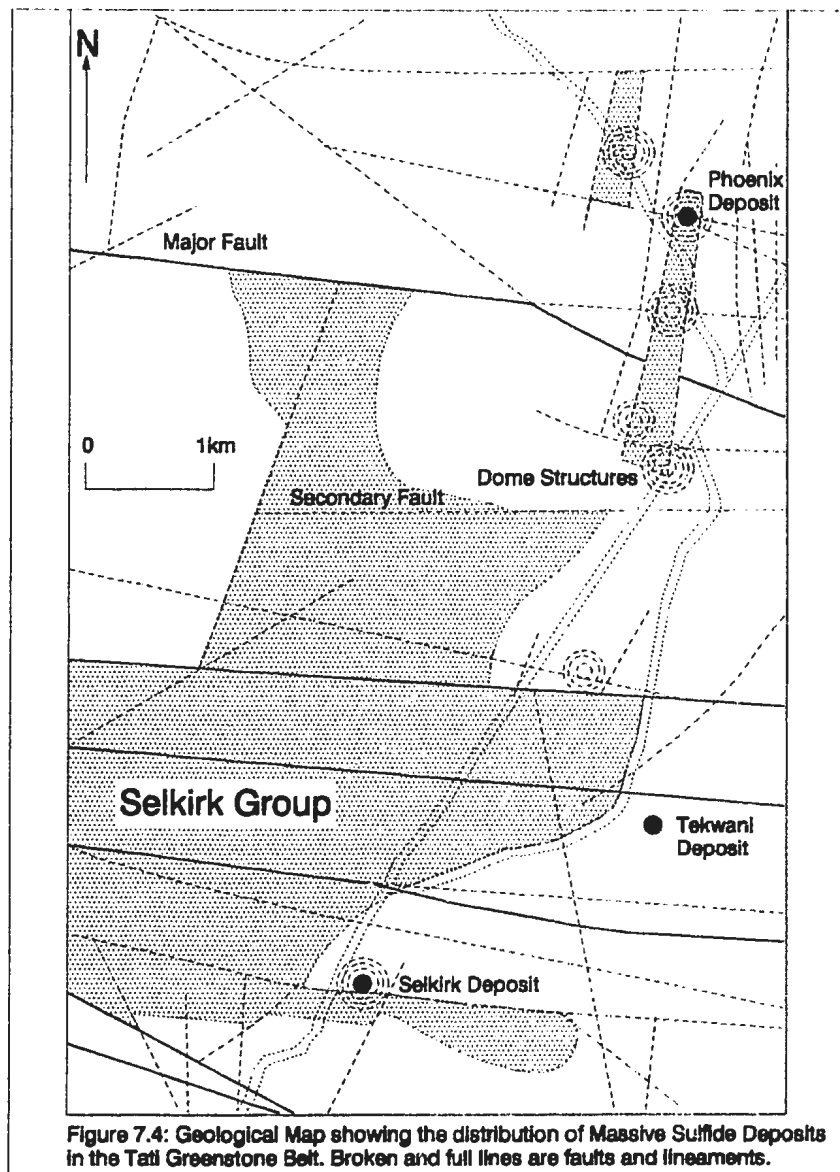 N
Phoenix
Deposit
Major Fault
0 1km
Dome Structures
Secondary Fault
Selkirk Group
Tekwani
Deposit
Selkirk Deposit
Figure 7.4: Geological Map showing the distribution of Massive Sulfide Deposits
in the Tati Greenstone Belt. Broken and full lines are faults and lineaments.